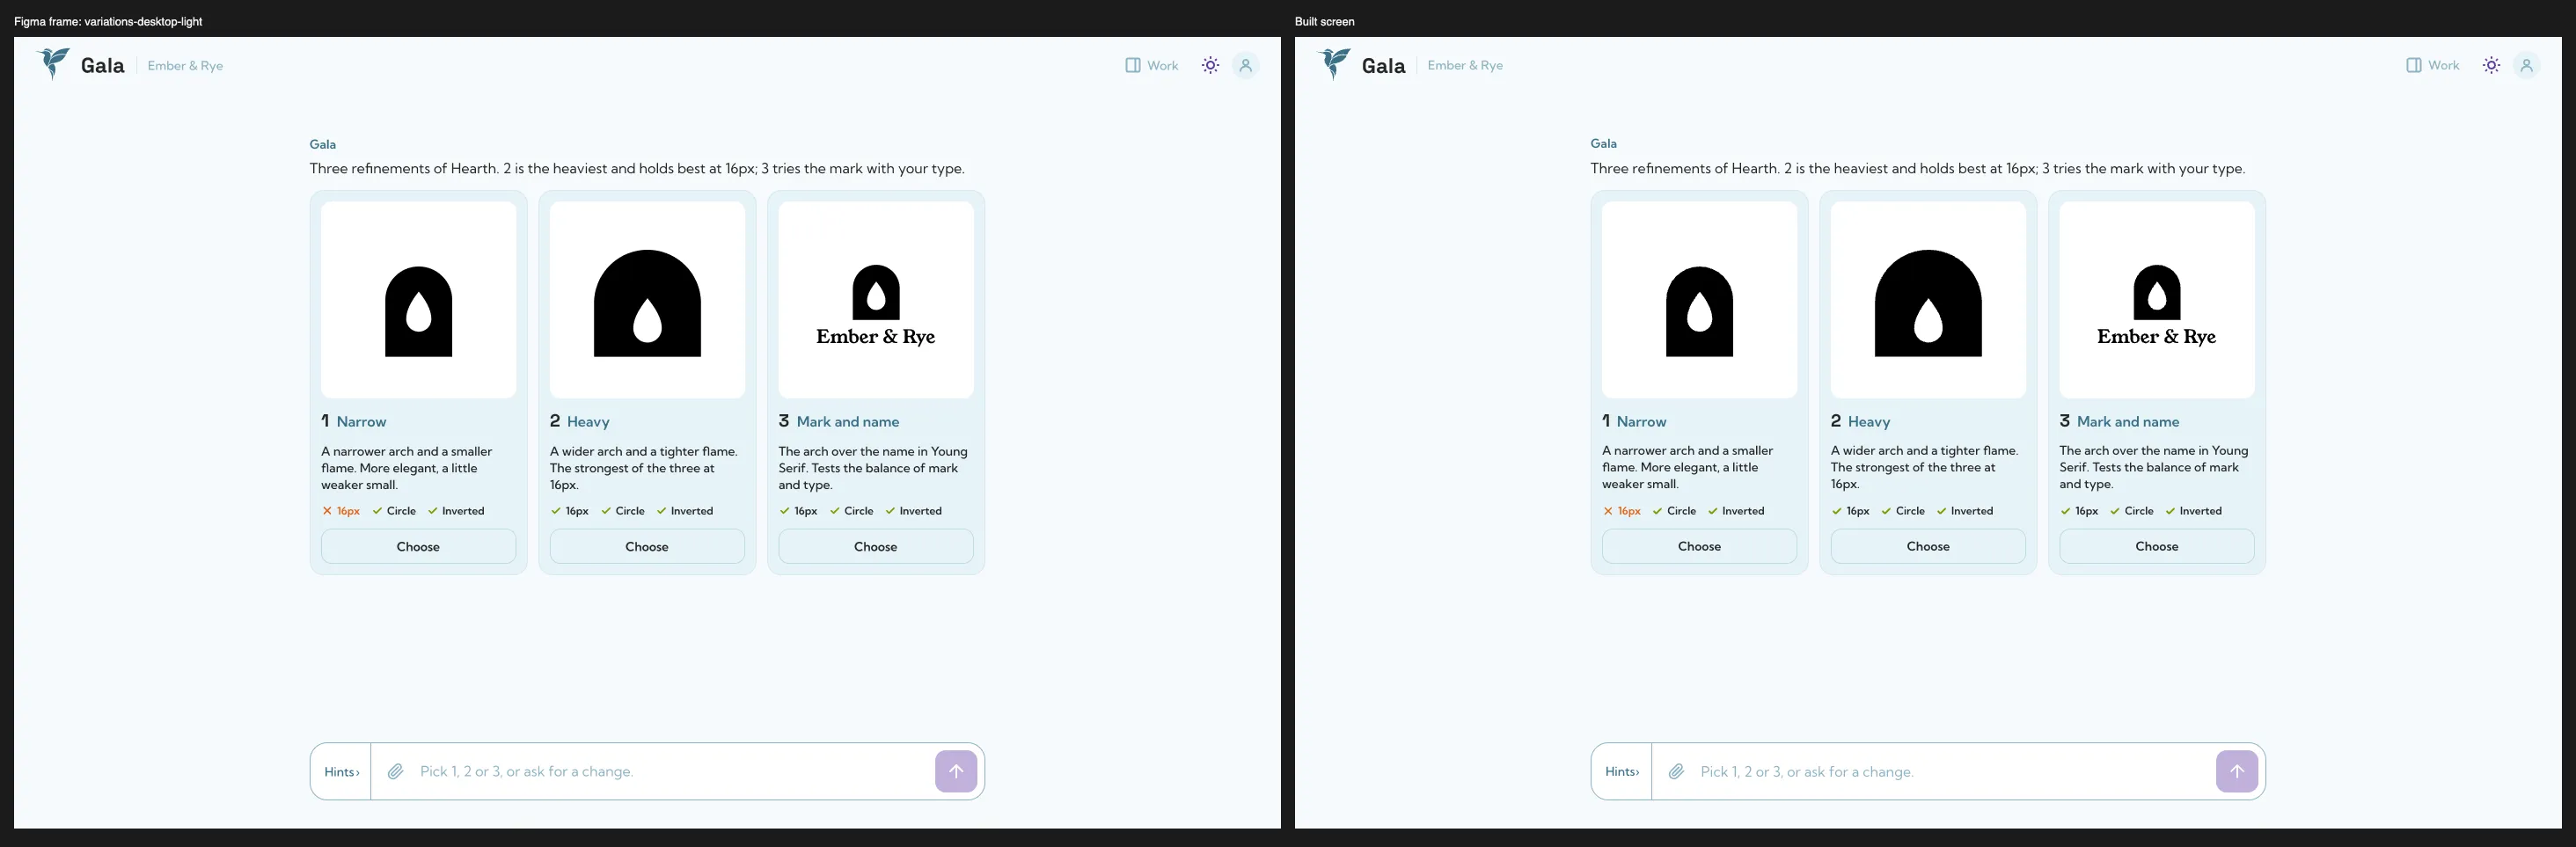 Figma frame: variations-desktop-light
Gala
Ember & Rye
Work
Gala
Three refinements of Hearth. 2 is the heaviest and holds best at 16px; 3 tries the mark with your type.
Ember & Rye
1 Narrow
A narrower arch and a smaller
flame. More elegant, a little
weaker small.
16px Circle Inverted
Choose
2 Heavy
A wider arch and a tighter flame.
The strongest of the three at
16px.
16px Circle Inverted
Choose
3 Mark and name
The arch over the name in Young
Serif. Tests the balance of mark
and type.
16px Circle Inverted
Choose
Hints›
Pick 1, 2 or 3, or ask for a change.
Built screen
Gala
Ember & Rye
Work
Gala
Three refinements of Hearth. 2 is the heaviest and holds best at 16px; 3 tries the mark with your type.
Ember & Rye
1 Narrow
A narrower arch and a smaller
flame. More elegant, a little
weaker small.
16px Circle Inverted
Choose
2 Heavy
A wider arch and a tighter flame.
The strongest of the three at
16px.
16px Circle Inverted
Choose
3 Mark and name
The arch over the name in Young
Serif. Tests the balance of mark
and type.
16px Circle Inverted
Choose
Hints›
Pick 1, 2 or 3, or ask for a change.